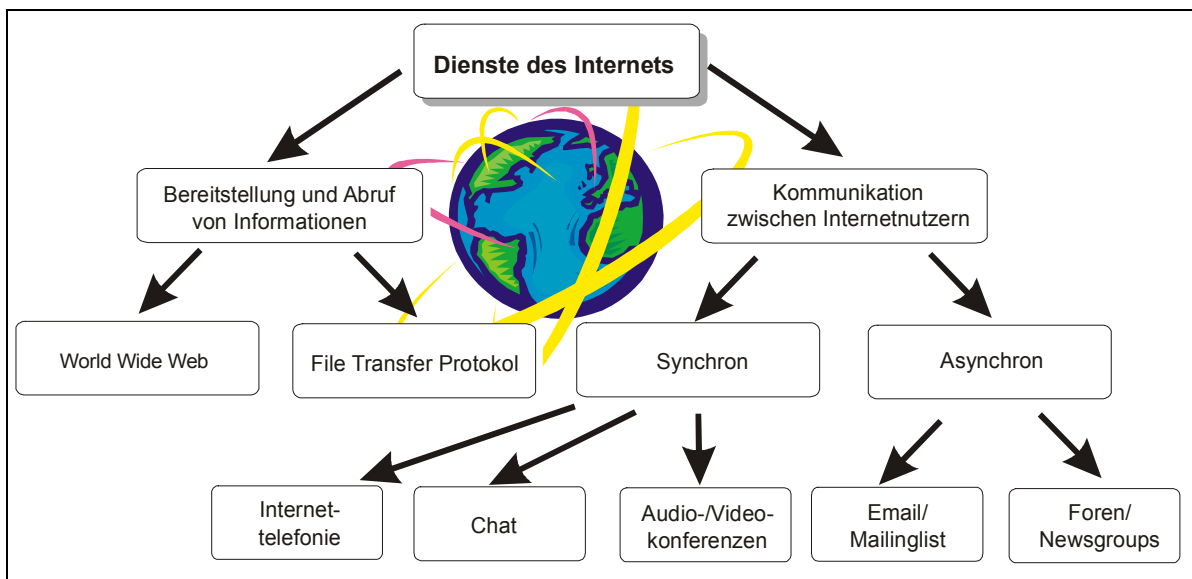 Dienste des Internets
Bereitstellung und Abruf
von Informationen
Kommunikation
zwischen Internetnutzern
World Wide Web
File Transfer Protokol
Synchron
Asynchron
Internet-
telefonie
Chat
Audio-/Video-
konferenzen
Email/
Mailinglist
Foren/
Newsgroups